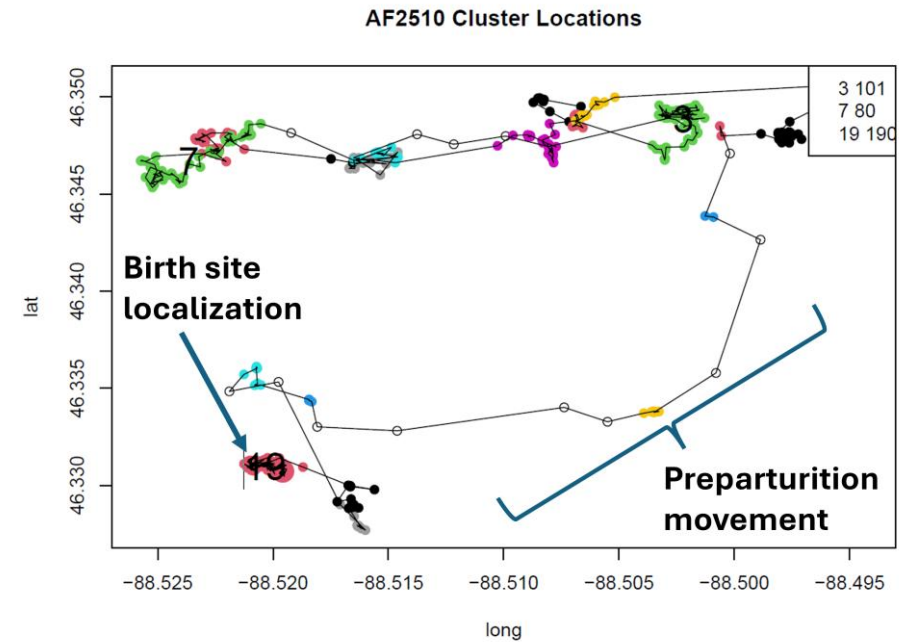 AF2510 Cluster Locations
3 101
7 80
19 190
7
3
Birth site
localization
19
Preparturition
movement
lat
46.350
46.345
46.340
46.335
46.330
−88.525
−88.520
−88.515
−88.510
−88.505
−88.500
−88.495
long